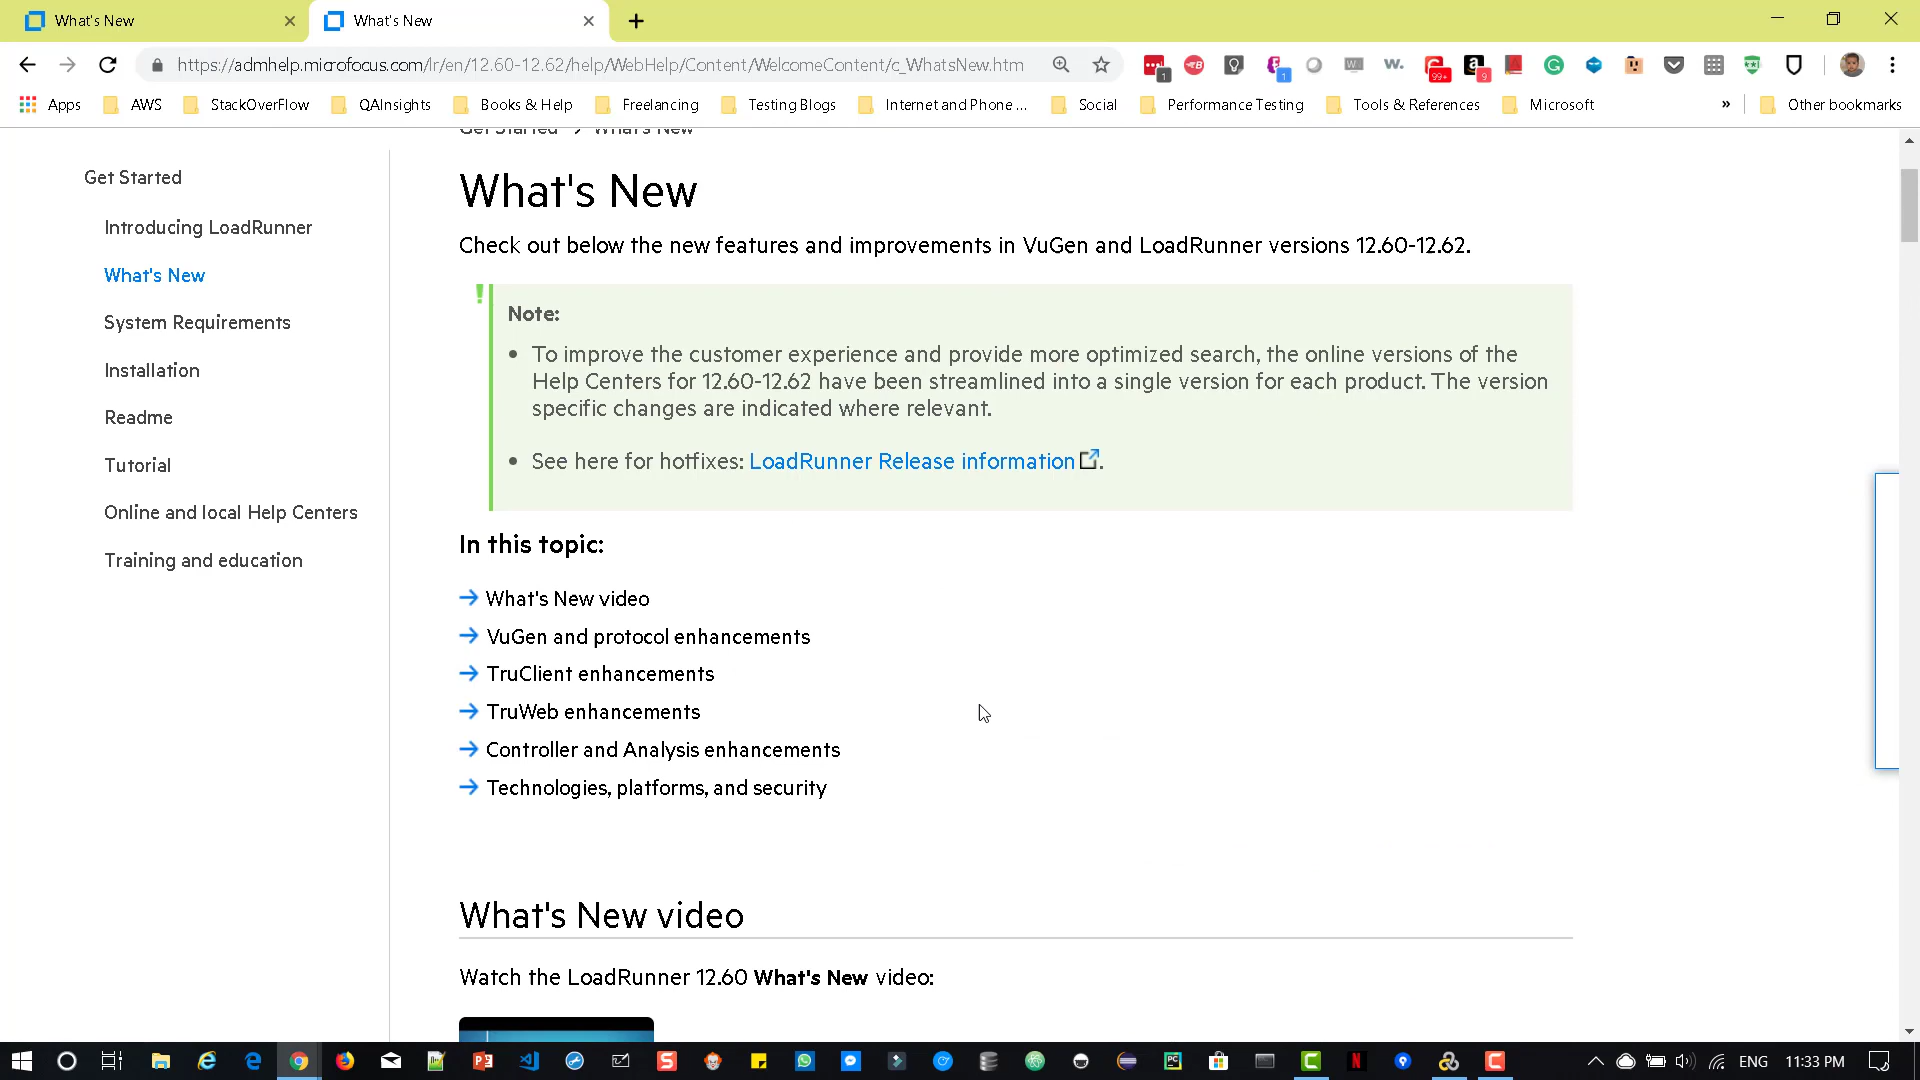 What's New
What's New
https://admhelp.microfocus.com/lr/en/12.60-12.62/help/WebHelp/Content/WelcomeContent/c_WhatsNew.htm
1
1
99+
9
Apps
AWS
StackOverFlow
QAInsights
Books & Help
Freelancing
Testing Blogs
Internet and Phone ...
Social
Performance Testing
Tools & References
Microsoft
»
Other bookmarks
Get Started > What's New
Get Started
Introducing LoadRunner
What's New
System Requirements
Installation
Readme
Tutorial
Online and local Help Centers
Training and education
What's New
Check out below the new features and improvements in VuGen and LoadRunner versions 12.60-12.62.
Note:
• To improve the customer experience and provide more optimized search, the online versions of the
Help Centers for 12.60-12.62 have been streamlined into a single version for each product. The version
specific changes are indicated where relevant.
• See here for hotfixes: LoadRunner Release information.
In this topic:
What's New video
VuGen and protocol enhancements
TruClient enhancements
TruWeb enhancements
Controller and Analysis enhancements
Technologies, platforms, and security
What's New video
Watch the LoadRunner 12.60 What's New video:
ENG
11:33 PM